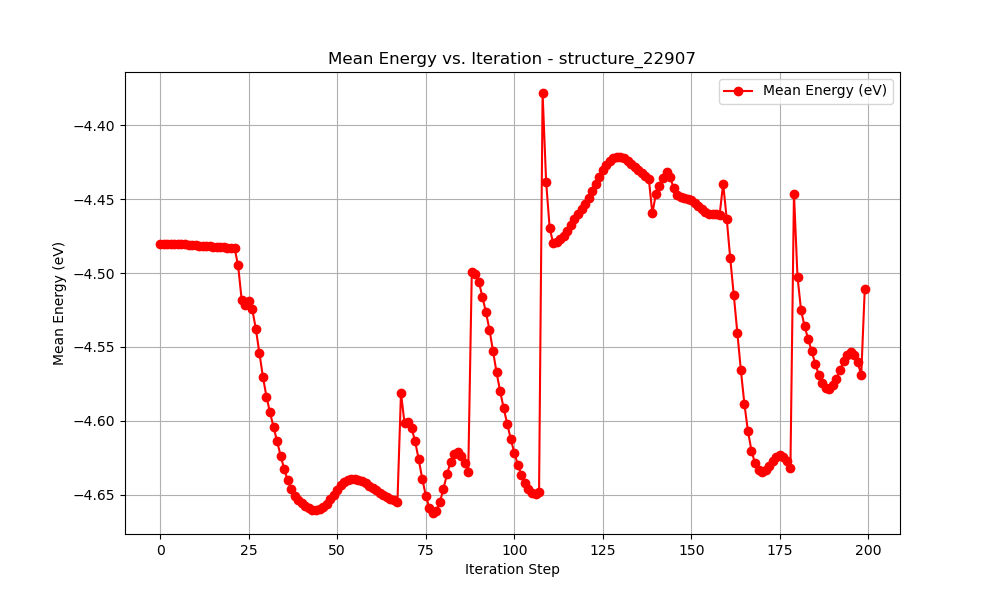 Mean Energy vs. Iteration - structure_22907
Mean Energy (eV)
−4.40
−4.45
−4.50
−4.55
−4.60
−4.65
Mean Energy (eV)
0 25 50 75 100 125 150 175 200
Iteration Step